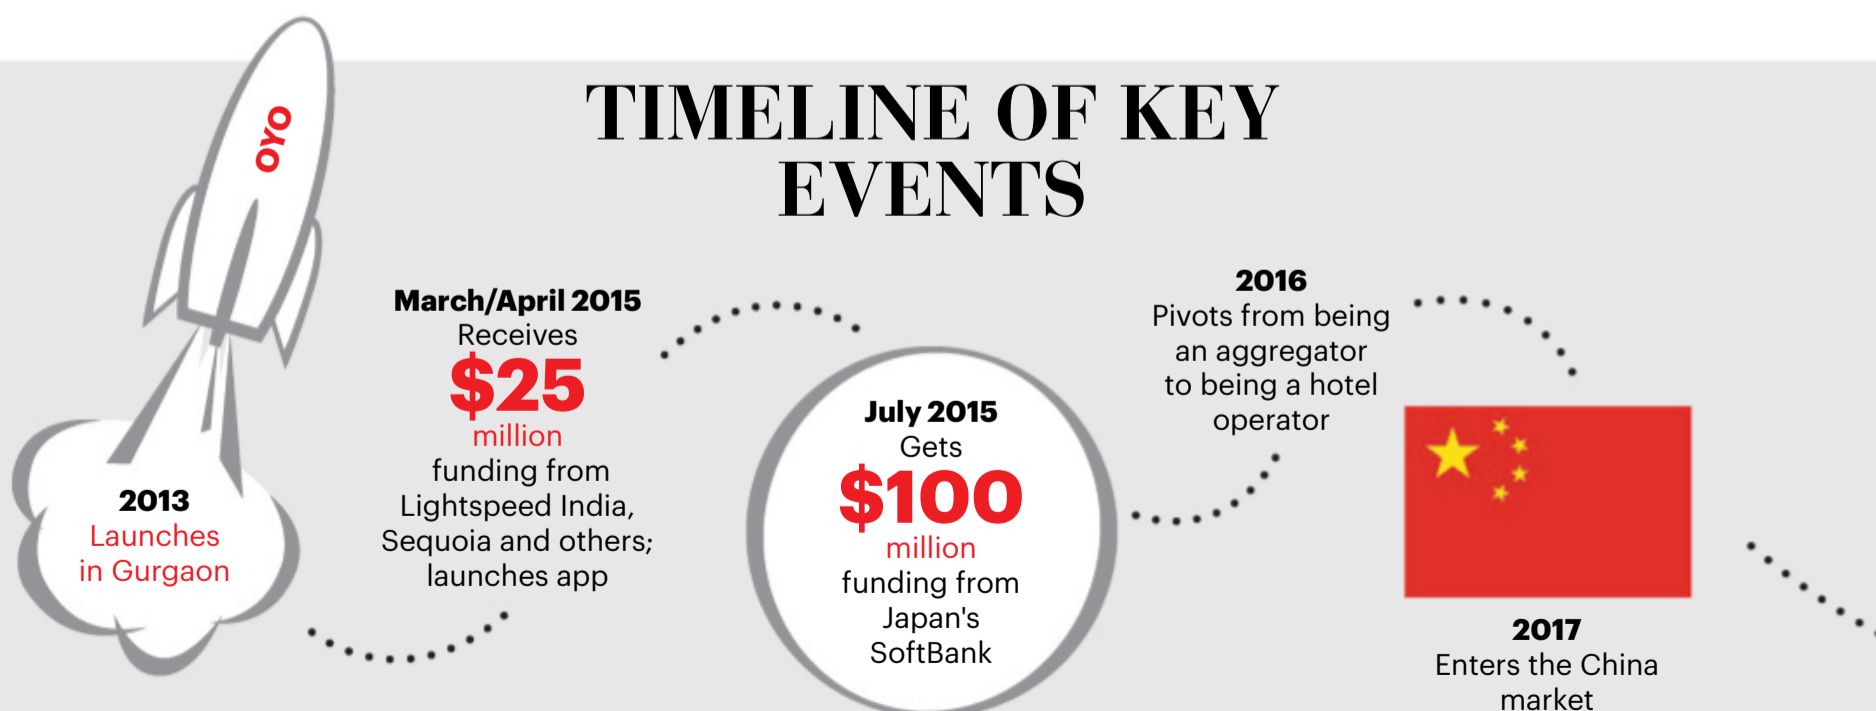 OYO
TIMELINE OF KEY
EVENTS
2013
Launches
in Gurgaon
March/April 2015
Receives
$25
million
funding from
Lightspeed India,
Sequoia and others;
launches app
July 2015
Gets
$100
million
funding from
Japan's
SoftBank
2016
Pivots from being
an aggregator
to being a hotel
operator
2017
Enters the China
market